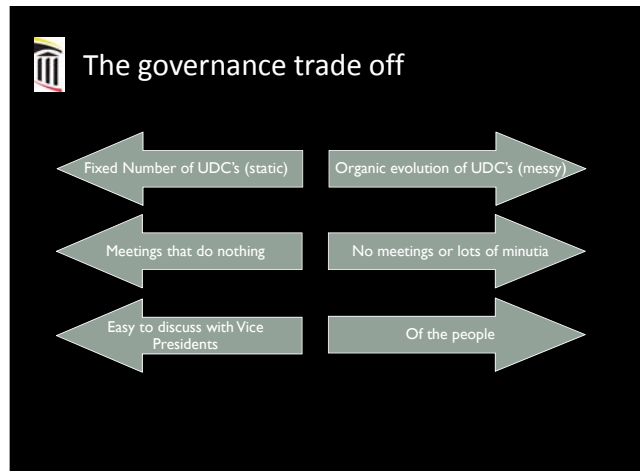 The governance trade off
Fixed Number of UDC's (static)
Organic evolution of UDC's (messy)
Meetings that do nothing
No meetings or lots of minutia
Easy to discuss with Vice
Presidents
Of the people